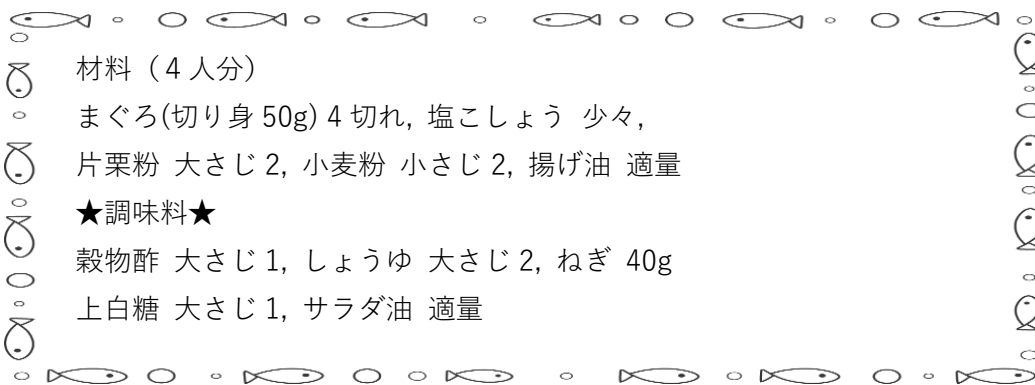 材料（4人分）
まぐろ(切り身 50g) 4 切れ, 塩こしょう 少々,
片栗粉 大さじ 2, 小麦粉 小さじ 2, 揚げ油 適量
★調味料★
穀物酢 大さじ 1, しょうゆ 大さじ 2, ねぎ 40g
上白糖 大さじ 1, サラダ油 適量